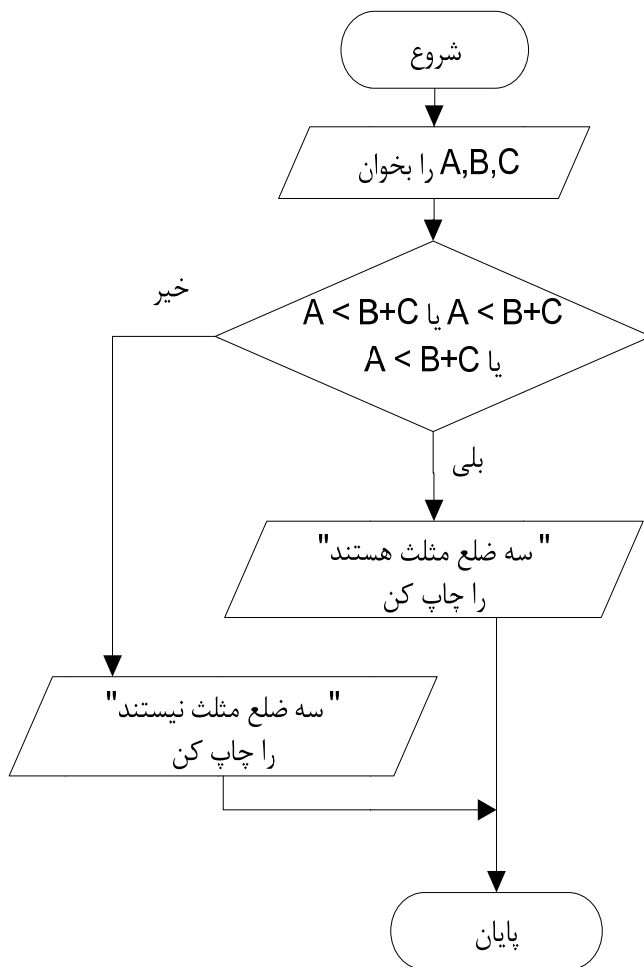 شروع
A,B,C را بخوان
خیر
A < B+C یا A < B+C
یا A < B+C
بلی
"سه ضلع مثلث هستند"
را چاپ کن
"سه ضلع مثلث نیستند"
را چاپ کن
پایان